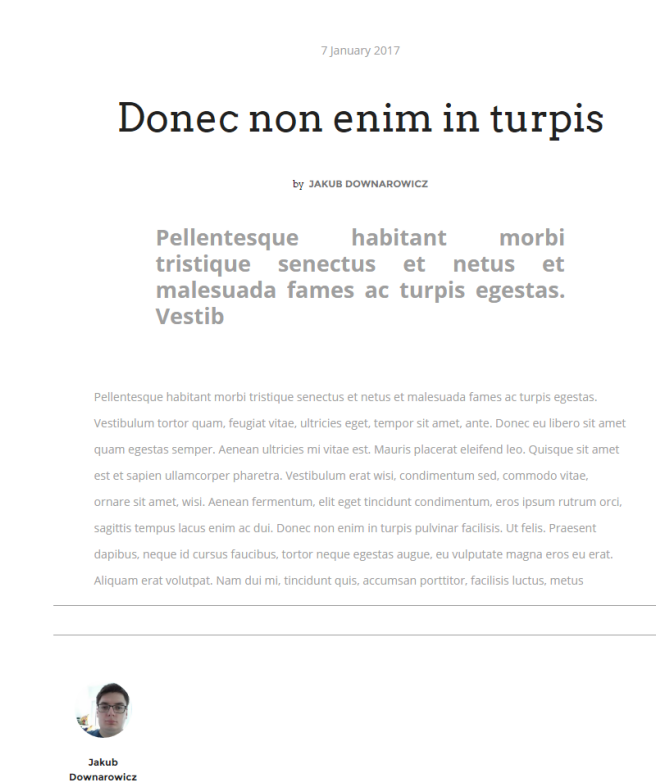 7 January 2017
Donec non enim in turpis
by JAKUB DOWNAROWICZ
Pellentesque habitant morbi
tristique senectus et netus et
malesuada fames ac turpis egestas.
Vestib
Pellentesque habitant morbi tristique senectus et netus et malesuada fames ac turpis egestas.
Vestibulum tortor quam, feugiat vitae, ultricies eget, tempor sit amet, ante. Donec eu libero sit amet
quam egestas semper. Aenean ultricies mi vitae est. Mauris placerat eleifend leo. Quisque sit amet
est et sapien ullamcorper pharetra. Vestibulum erat wisi, condimentum sed, commodo vitae,
ornare sit amet, wisi. Aenean fermentum, elit eget tincidunt condimentum, eros ipsum rutrum orci,
sagittis tempus lacus enim ac dui. Donec non enim in turpis pulvinar facilisis. Ut felis. Praesent
dapibus, neque id cursus faucibus, tortor neque egestas augue, eu vulputate magna eros eu erat.
Aliquam erat volutpat. Nam dui mi, tincidunt quis, accumsan porttitor, facilisis luctus, metus
Jakub
Downarowicz